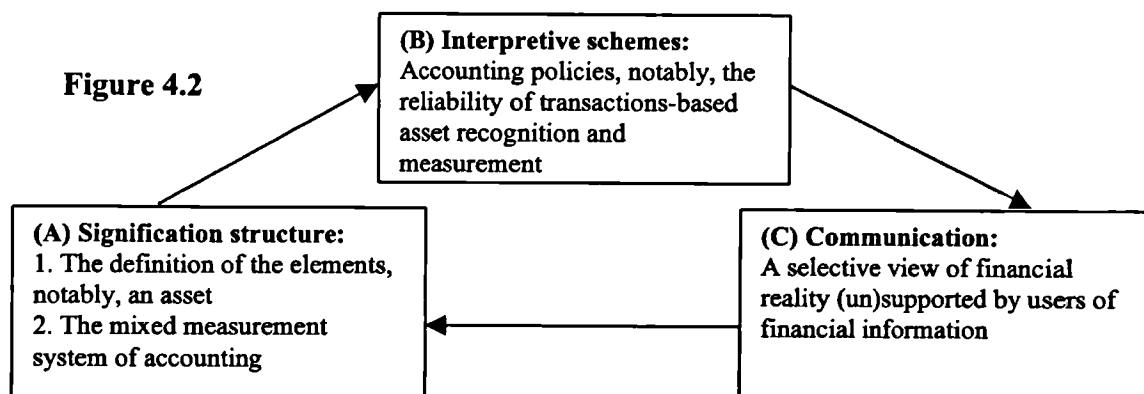 Figure 4.2
(B) Interpretive schemes:
Accounting policies, notably, the
reliability of transactions-based
asset recognition and
measurement
(A) Signification structure:
1. The definition of the elements,
notably, an asset
2. The mixed measurement
system of accounting
(C) Communication:
A selective view of financial
reality (un)supported by users of
financial information